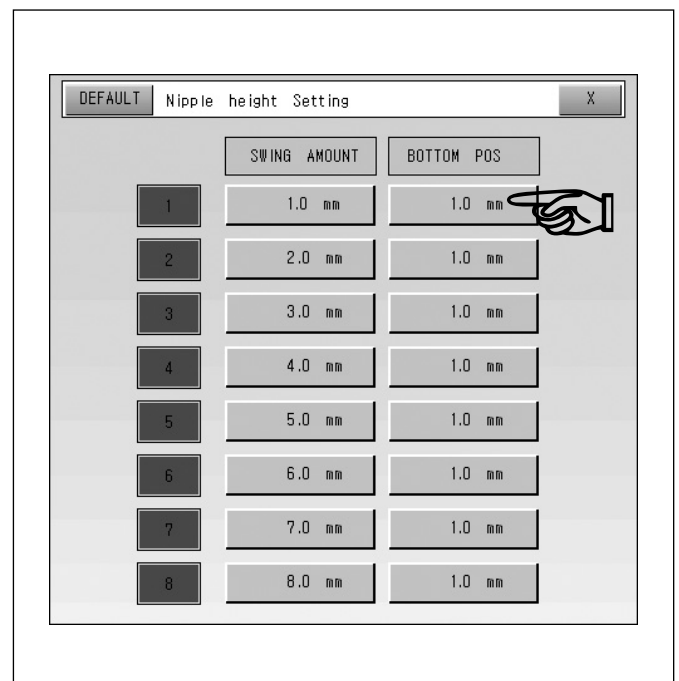 DEFAULT Nipple height Setting X
SWING AMOUNT BOTTOM POS
1 1.0 mm 1.0 mm
2 2.0 mm 1.0 mm
3 3.0 mm 1.0 mm
4 4.0 mm 1.0 mm
5 5.0 mm 1.0 mm
6 6.0 mm 1.0 mm
7 7.0 mm 1.0 mm
8 8.0 mm 1.0 mm